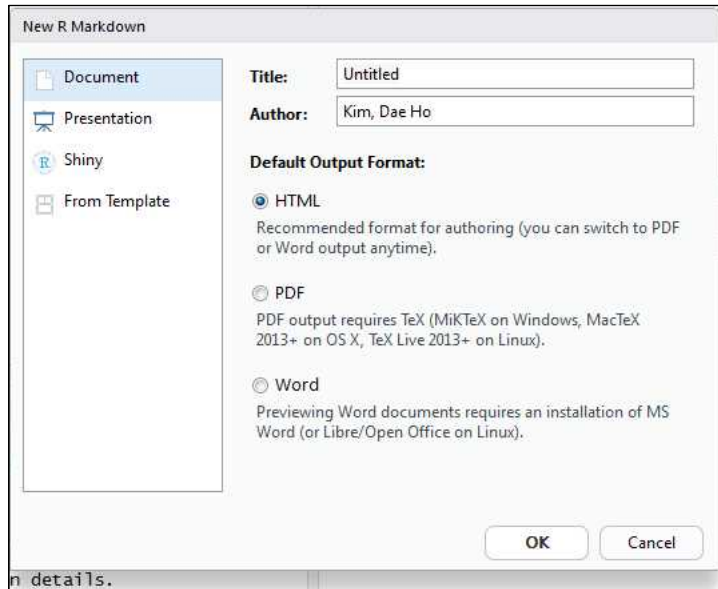 New R Markdown
Document
Presentation
Shiny
From Template
Title: Untitled
Author: Kim, Dae Ho
Default Output Format:
HTML
Recommended format for authoring (you can switch to PDF
or Word output anytime).
PDF
PDF output requires TeX (MiKTeX on Windows, MacTeX
2013+ on OS X, TeX Live 2013+ on Linux).
Word
Previewing Word documents requires an installation of MS
Word (or Libre/Open Office on Linux).
OK Cancel
n details.